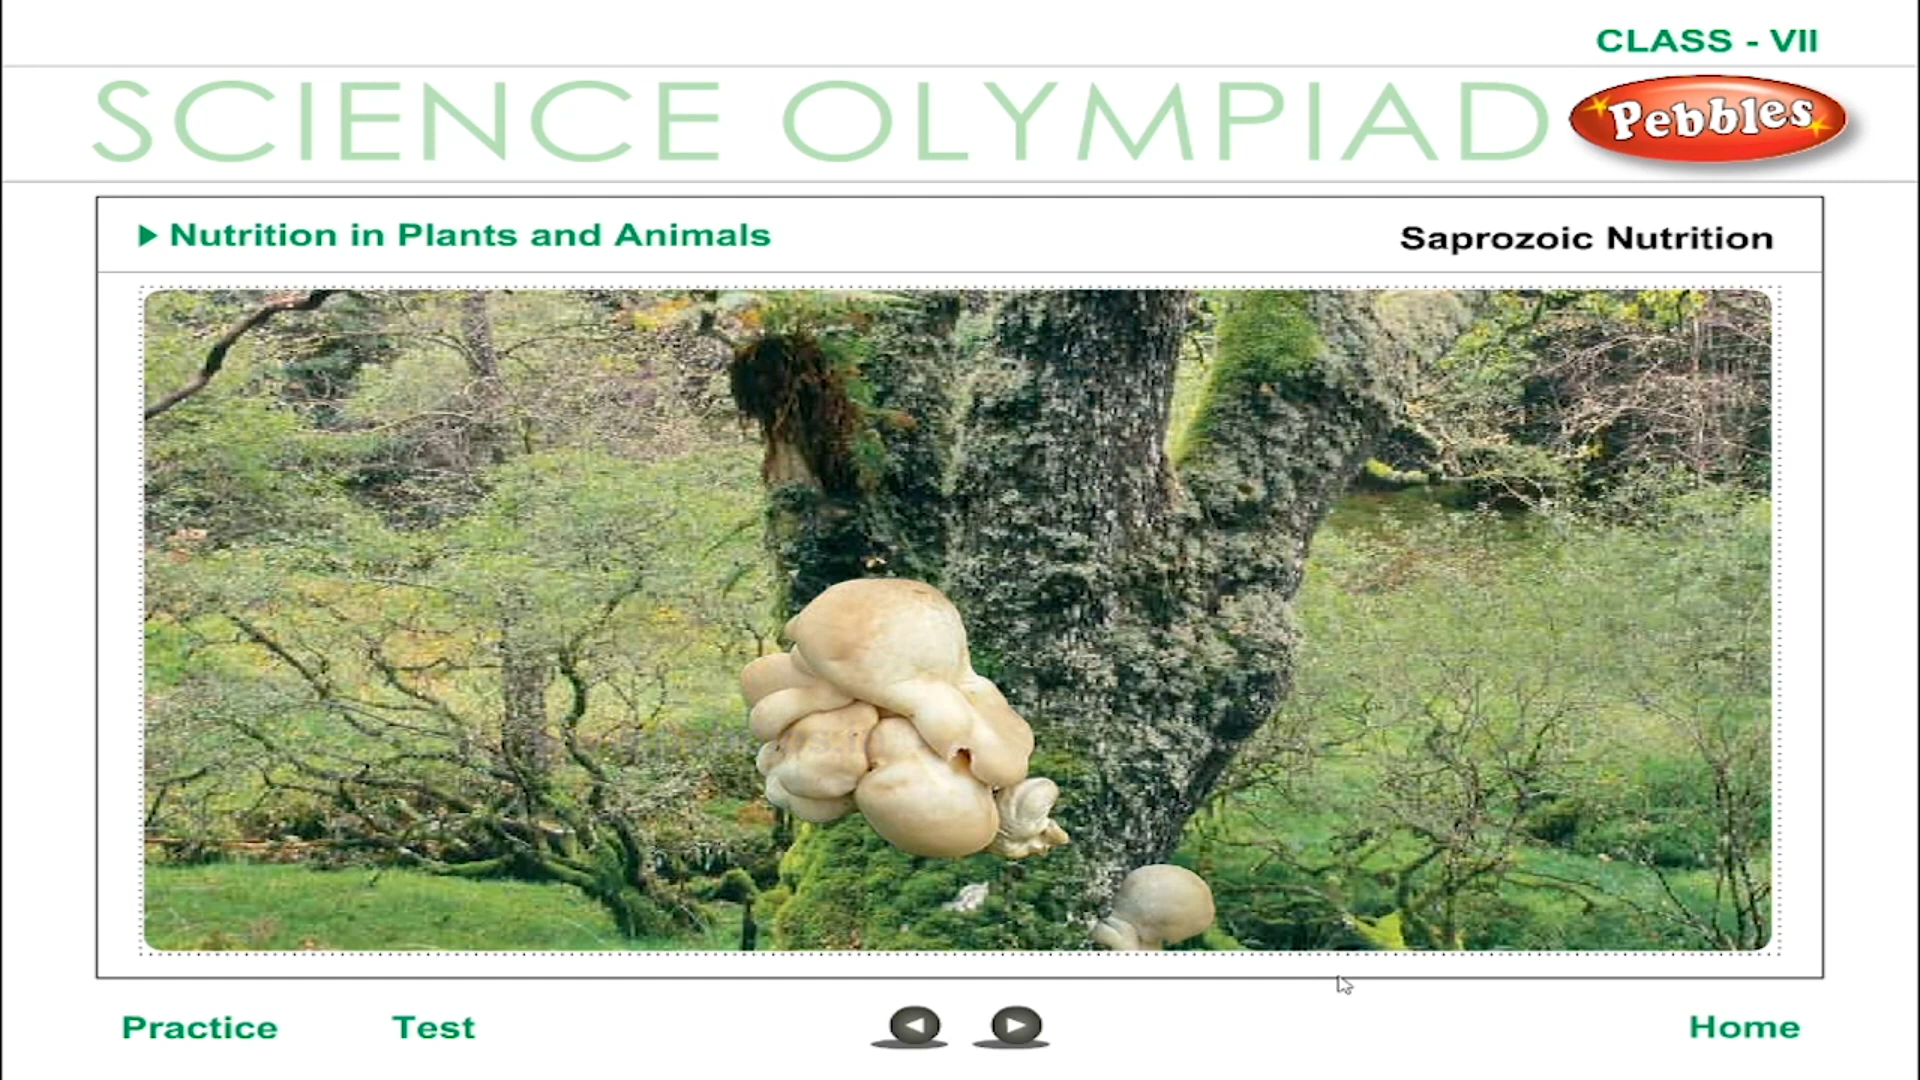 CLASS - VII
SCIENCE OLYMPIAD
Pebbles
Nutrition in Plants and Animals
Saprozoic Nutrition
Practice
Test
Home